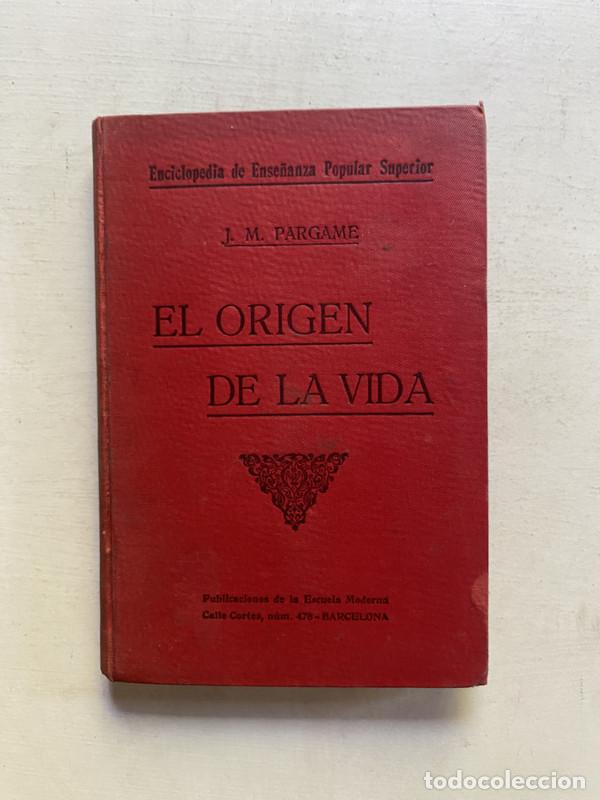 Enciclopedia de Enseñanza Popular Superior
J. M. PARGAME
EL ORIGEN
DE LA VIDA
Publicaciones de la Escuela Moderna
Calle Cortes, núm. 478 - BARCELONA
todocoleccion